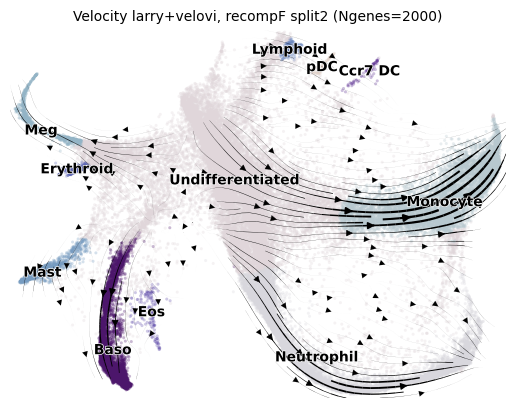 Velocity larry+velovi, recompF split2 (Ngenes=2000)
Lymphoid
pDC
Ccr7 DC
Meg
Erythroid
Undifferentiated
Monocyte
Mast
Eos
Baso
Neutrophil